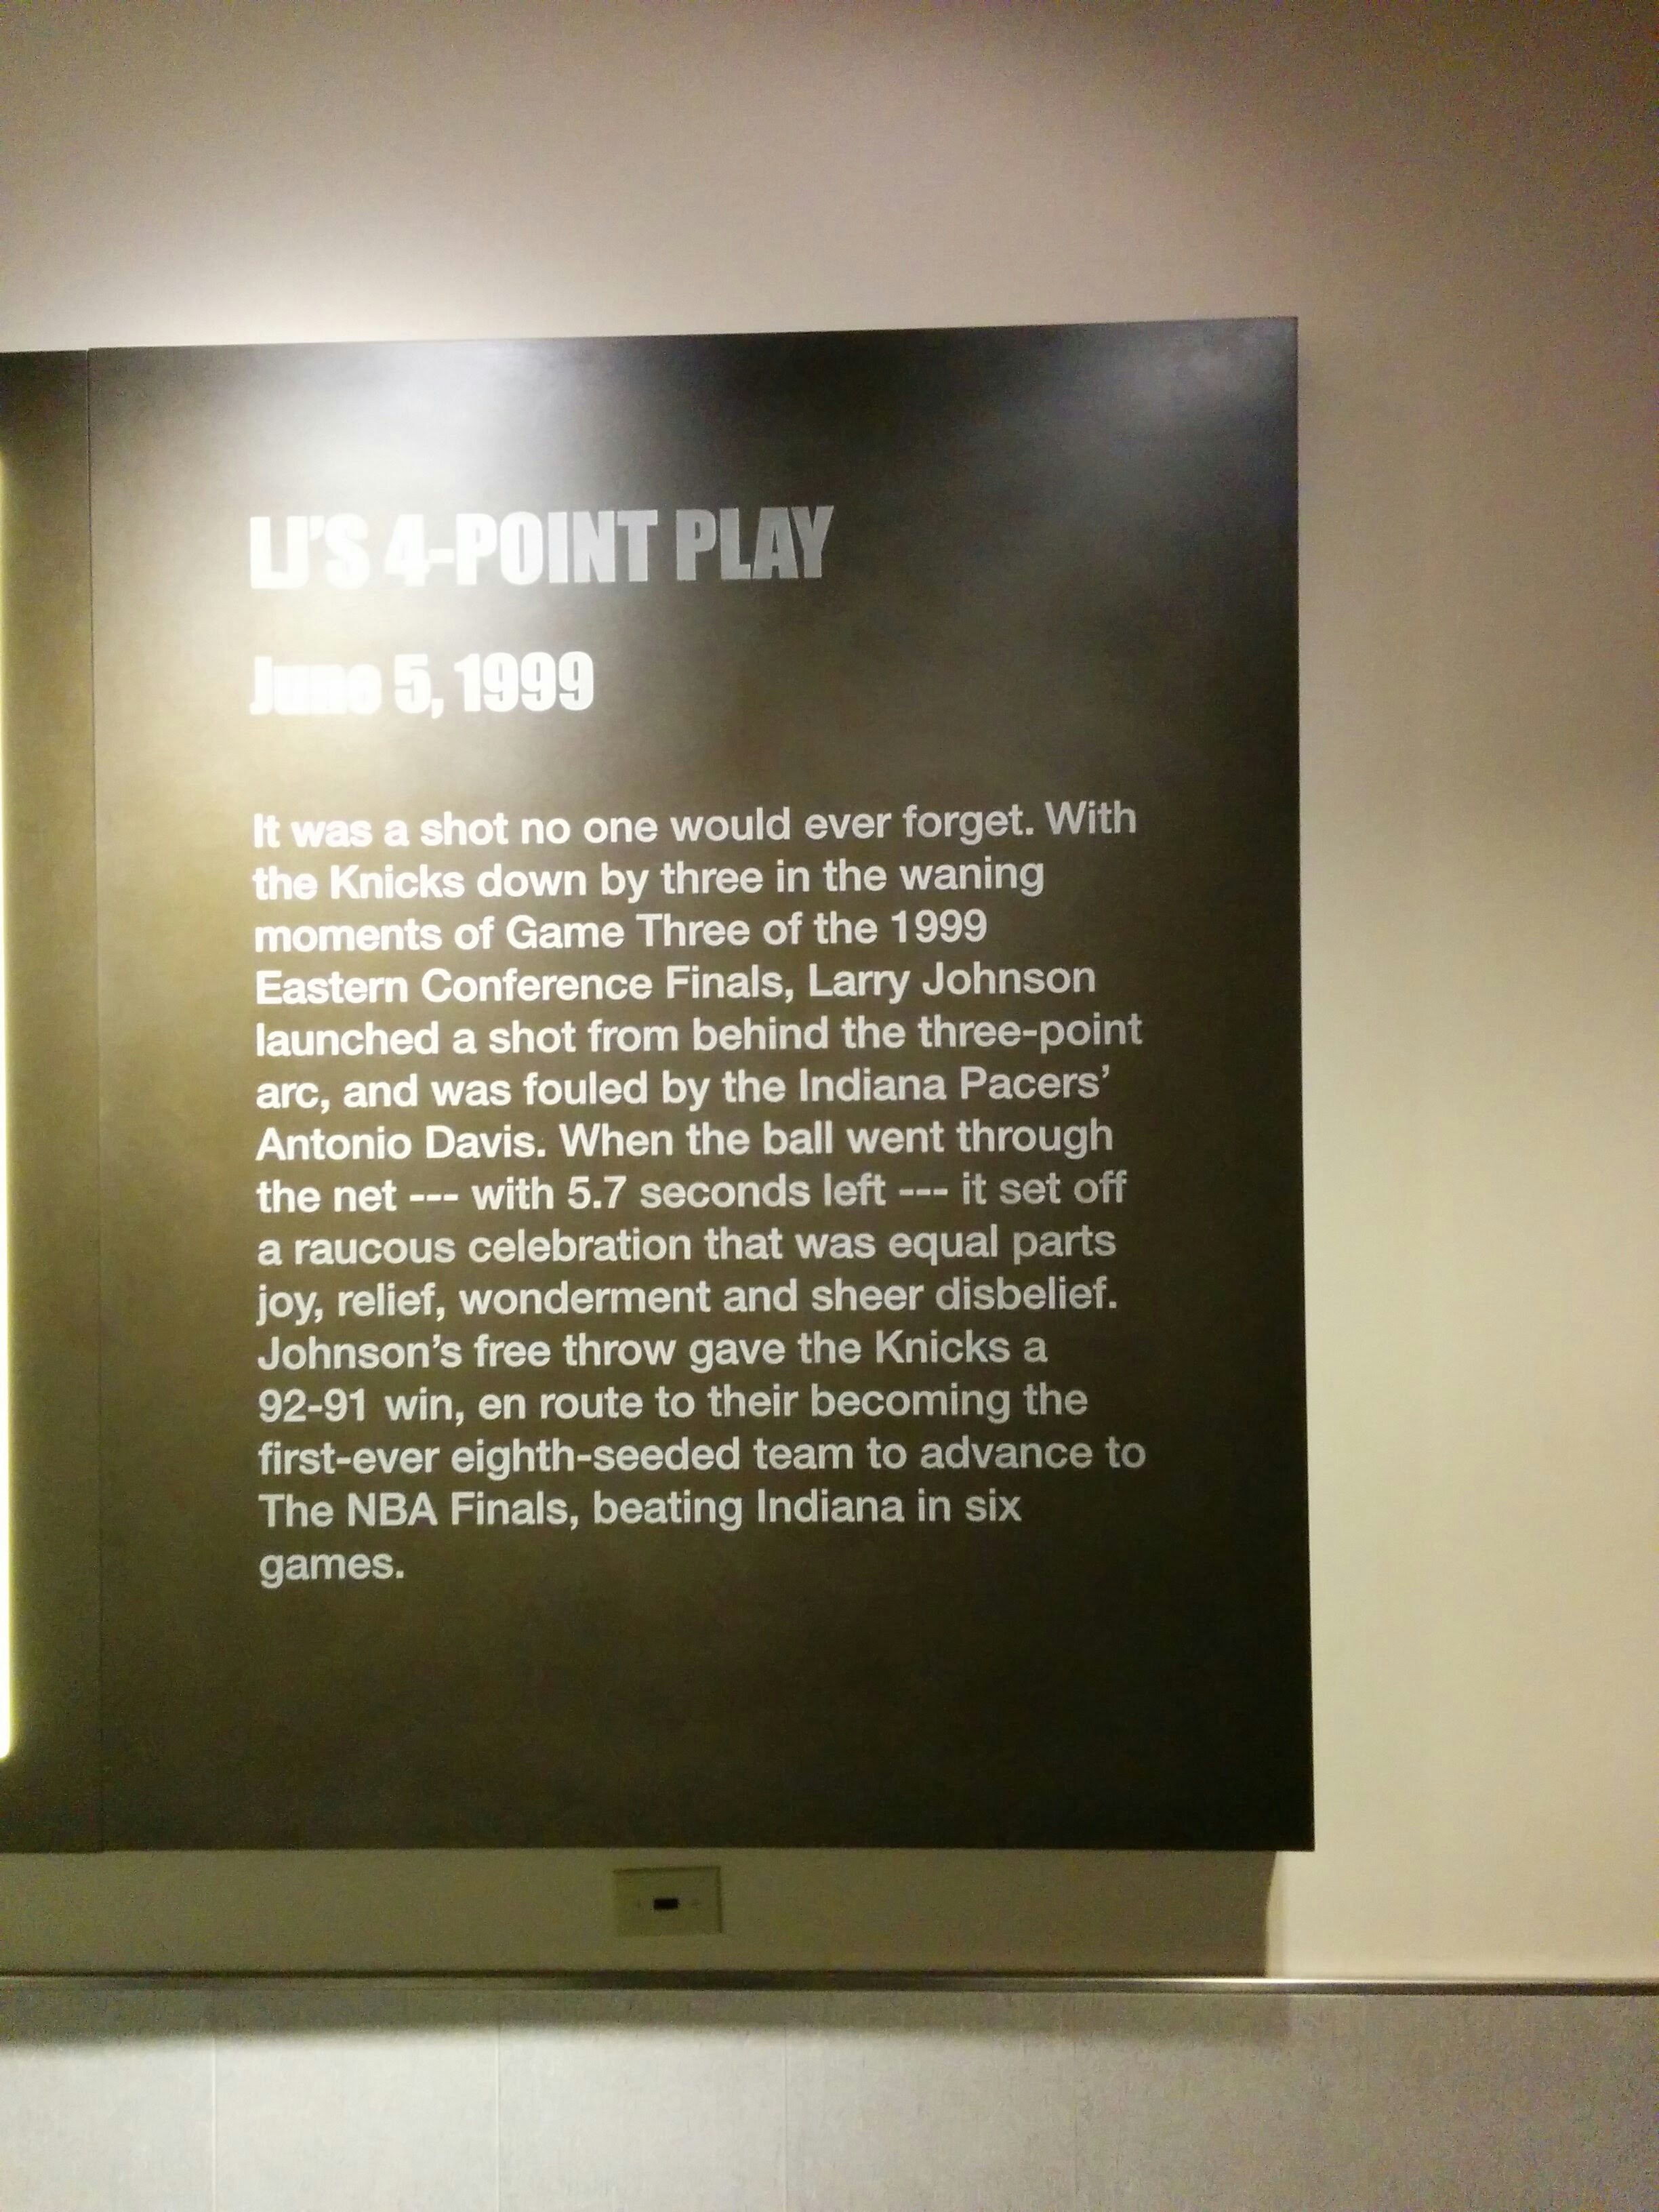 LJ'S 4-POINT PLAY
June 5, 1999
It was a shot no one would ever forget. With
the Knicks down by three in the waning
moments of Game Three of the 1999
Eastern Conference Finals, Larry Johnson
launched a shot from behind the three-point
arc, and was fouled by the Indiana Pacers'
Antonio Davis. When the ball went through
the net --- with 5.7 seconds left --- it set off
a raucous celebration that was equal parts
joy, relief, wonderment and sheer disbelief.
Johnson's free throw gave the Knicks a
92-91 win, en route to their becoming the
first-ever eighth-seeded team to advance to
The NBA Finals, beating Indiana in six
games.